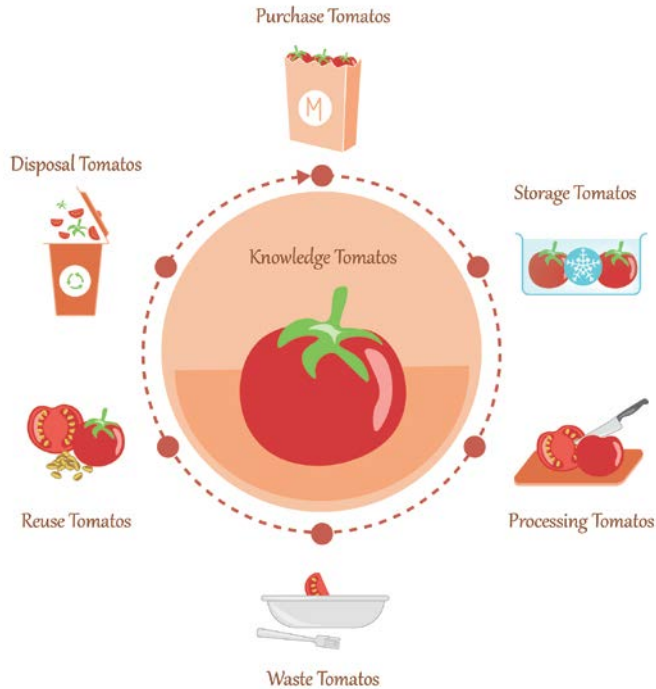 Purchase Tomatos
M
Disposal Tomatos
Storage Tomatos
Knowledge Tomatos
Reuse Tomatos
Processing Tomatos
Waste Tomatos